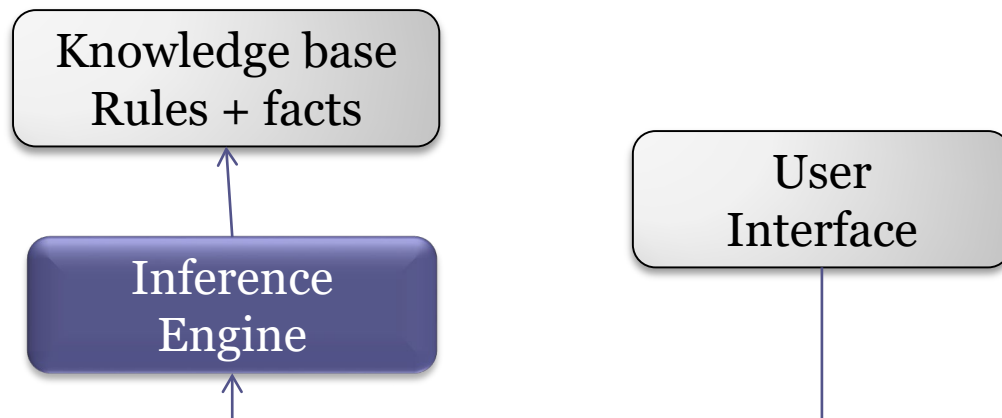 Knowledge base
Rules + facts
User
Interface
Inference
Engine